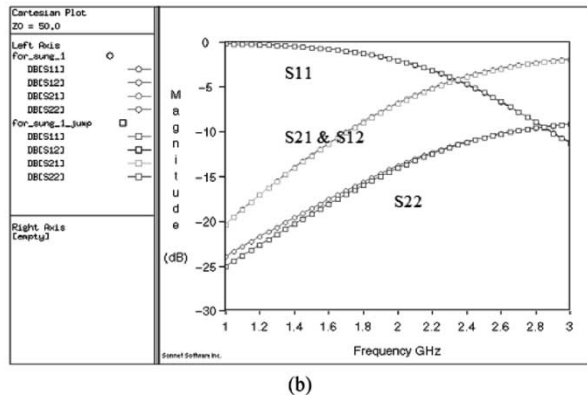 Cartesian Plot
Z0 = 50.0
Left Axis
for_sung_1
DB[S11]
DB[S12]
DB[S21]
DB[S22]
for_sung_1_jump
DB[S11]
DB[S12]
DB[S21]
DB[S22]
Right Axis
[empty]
Magnitude
(dB)
0
-5
-10
-15
-20
-25
-30
S11
S21 & S12
S22
1 1.2 1.4 1.6 1.8 2 2.2 2.4 2.6 2.8 3
Frequency GHz
Sonnet Software Inc.
(b)